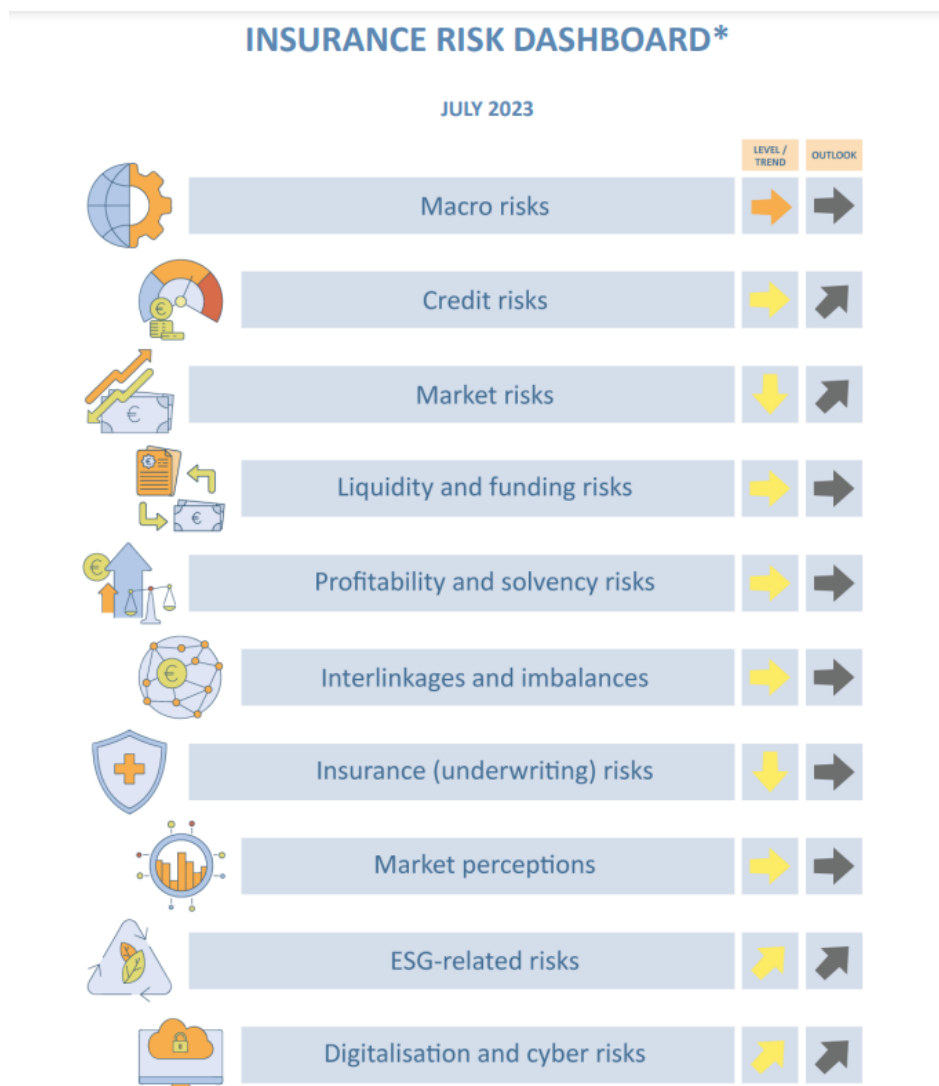 INSURANCE RISK DASHBOARD*
JULY 2023
LEVEL /
TREND
OUTLOOK
Macro risks
Credit risks
€
Market risks
€
Liquidity and funding risks
€
€
Profitability and solvency risks
€
Interlinkages and imbalances
€
Insurance (underwriting) risks
Market perceptions
ESG-related risks
Digitalisation and cyber risks